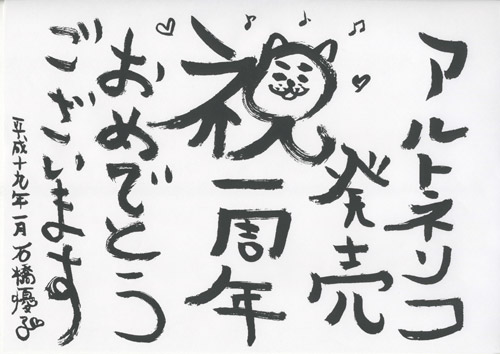 アルトネリコ
発売
祝一周年
おめでとう
ございます
平成十九年一月 石橋優子